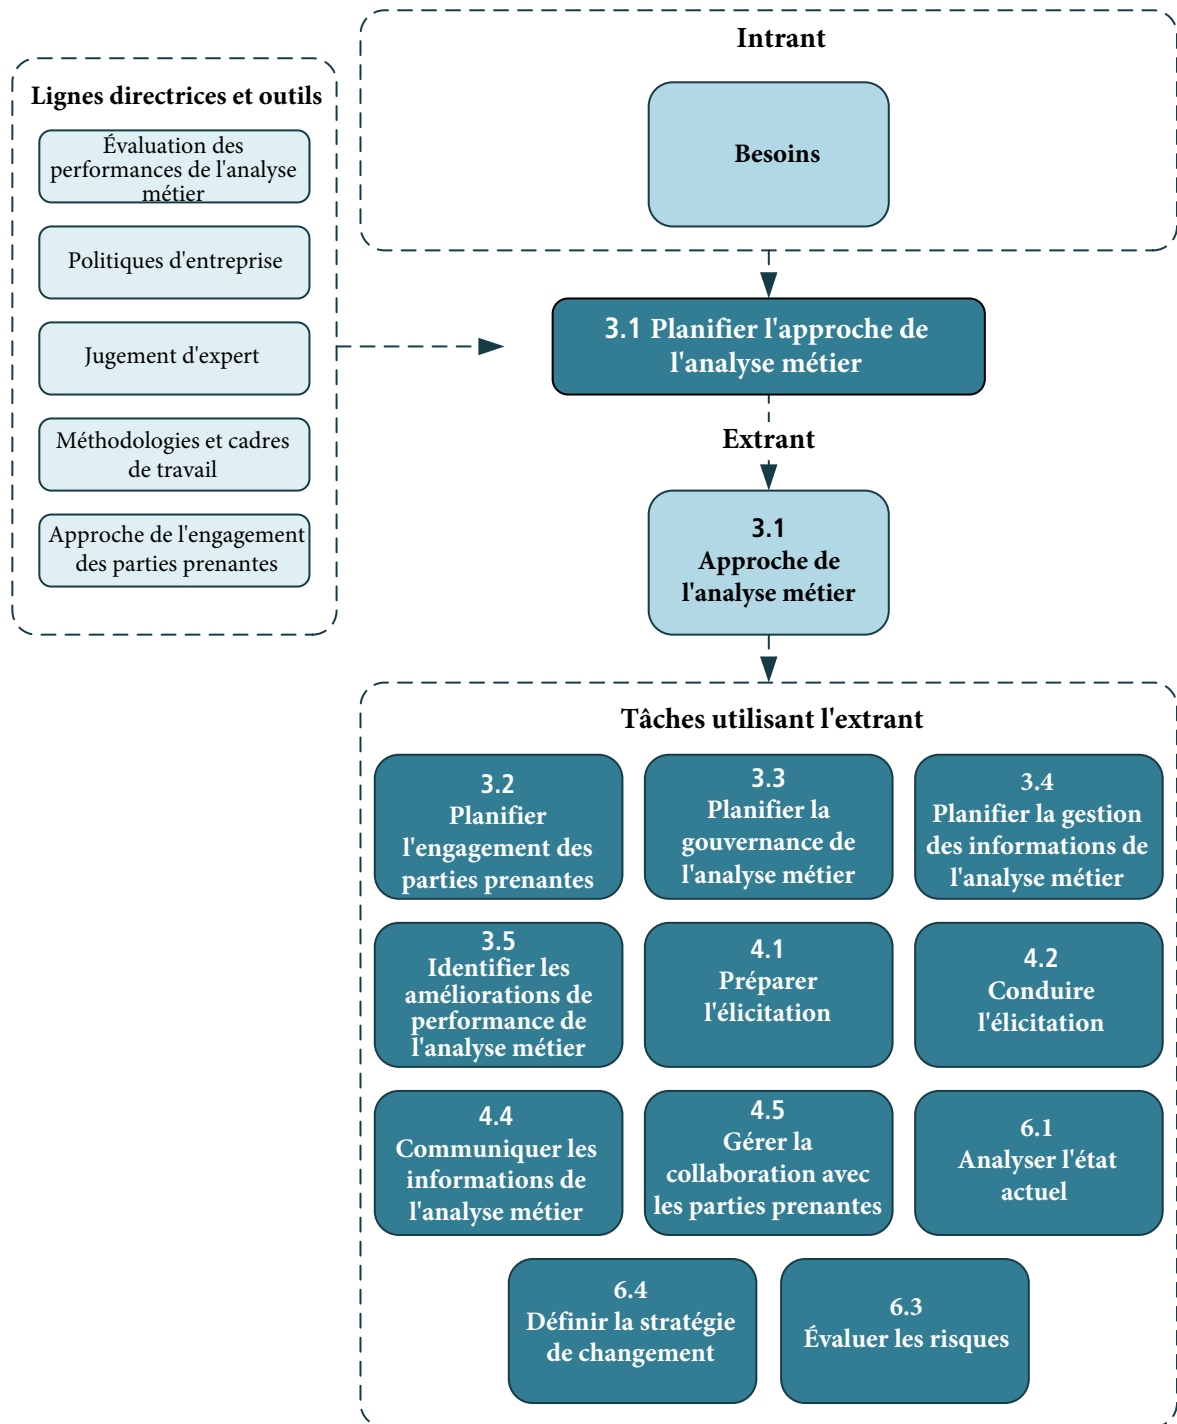 Intrant
Besoins
Lignes directrices et outils
Évaluation des
performances de l'analyse
métier
Politiques d'entreprise
Jugement d'expert
Méthodologies et cadres
de travail
Approche de l'engagement
des parties prenantes
3.1 Planifier l'approche de
l'analyse métier
Extrant
3.1
Approche de
l'analyse métier
Tâches utilisant l'extrant
3.2
Planifier
l'engagement des
parties prenantes
3.3
Planifier la
gouvernance de
l'analyse métier
3.4
Planifier la gestion
des informations de
l'analyse métier
3.5
Identifier les
améliorations de
performance de
l'analyse métier
4.1
Préparer
l'élicitation
4.2
Conduire
l'élicitation
4.4
Communiquer les
informations de
l'analyse métier
4.5
Gérer la
collaboration avec
les parties prenantes
6.1
Analyser l'état
actuel
6.4
Définir la stratégie
de changement
6.3
Évaluer les risques